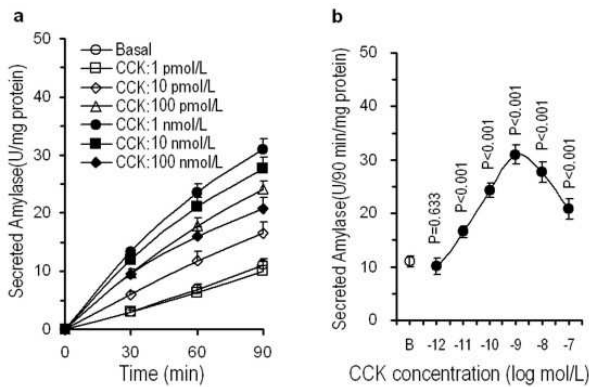 a
Secreted Amylase(U/mg protein)
50
40
30
20
10
0
Basal
CCK:1 pmol/L
CCK:10 pmol/L
CCK:100 pmol/L
CCK:1 nmol/L
CCK:10 nmol/L
CCK:100 nmol/L
0 30 60 90
Time (min)
b
Secreted Amylase(U/90 min/mg protein)
50
40
30
20
10
0
P=0.633
P<0.001
P<0.001
P<0.001
P<0.001
P<0.001
B -12 -11 -10 -9 -8 -7
CCK concentration (log mol/L)